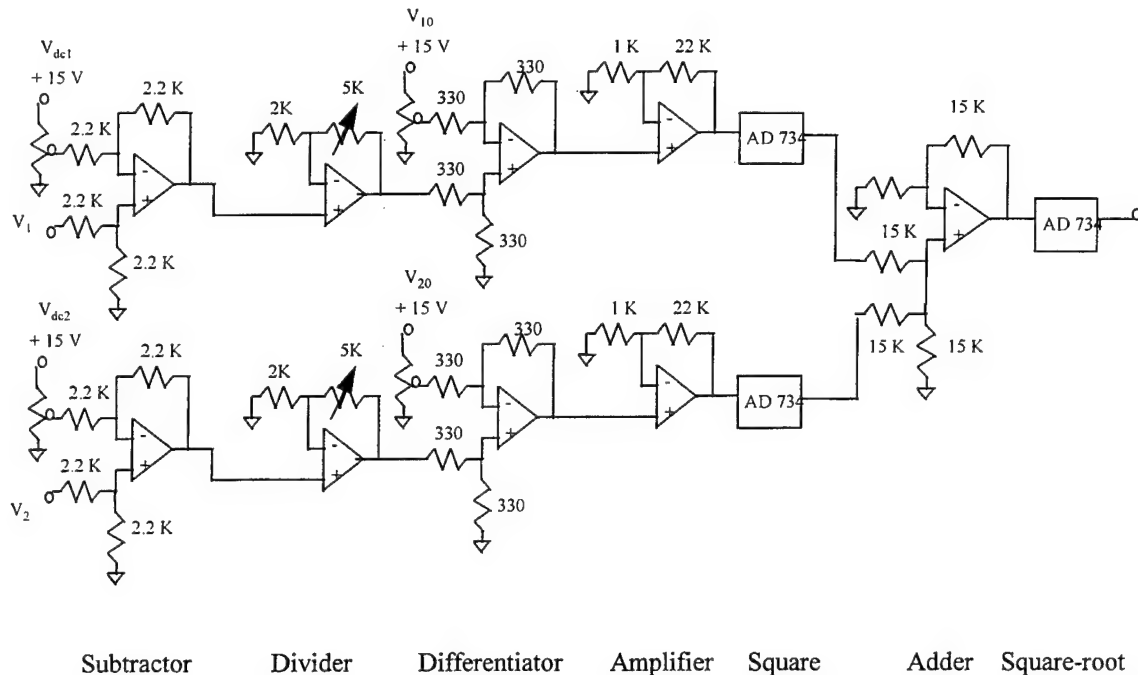 V10
Vdc1
+ 15 V
+ 15 V
1 K
22 K
330
2.2 K
5K
330
2K
15 K
2.2 K
AD 734
330
2.2 K
V1
AD 734
15 K
330
2.2 K
V20
Vdc2
+ 15 V
+ 15 V
1 K
22 K
330
2.2 K
5K
330
2K
15 K
15 K
2.2 K
AD 734
330
2.2 K
V2
330
2.2 K
Subtractor Divider Differentiator Amplifier Square Adder Square-root